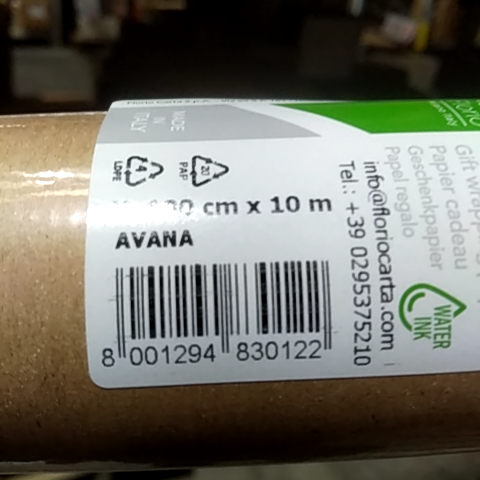 MADE
IN
ITALY
4
LDPE
20
PAP
cm x 10 m
AVANA
8 001294 830122
info@floriocarta.com
Tel.: +39 0295375210
Gift wrapp
Papier cadeau
Geschenkpapier
Papel regalo
WATER
INK